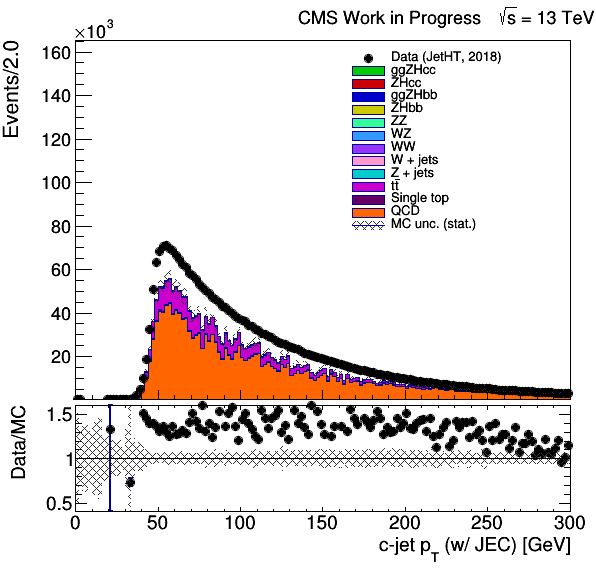 CMS Work in Progress √s = 13 TeV
×10³
Events/2.0
160
140
120
100
80
60
40
20
Data (JetHT, 2018)
ggZHcc
ZHcc
ggZHbb
ZHbb
ZZ
WZ
WW
W + jets
Z + jets
tt̄
Single top
QCD
MC unc. (stat.)
Data/MC
1.5
1
0.5
0 50 100 150 200 250 300
c-jet p_T (w/ JEC) [GeV]